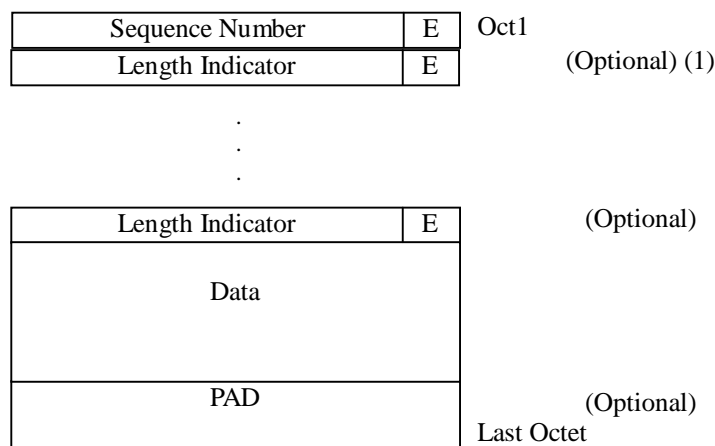 Sequence Number E Oct1
Length Indicator E (Optional) (1)
.
.
.
Length Indicator E (Optional)
Data
PAD (Optional)
Last Octet